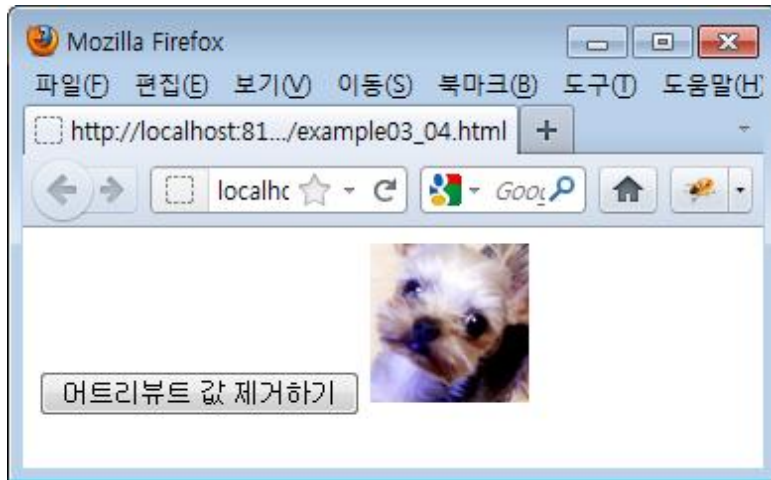 Mozilla Firefox
파일(F) 편집(E) 보기(V) 이동(S) 북마크(B) 도구(T) 도움말(H
http://localhost:81.../example03_04.html
localhc Goog
어트리뷰트 값 제거하기